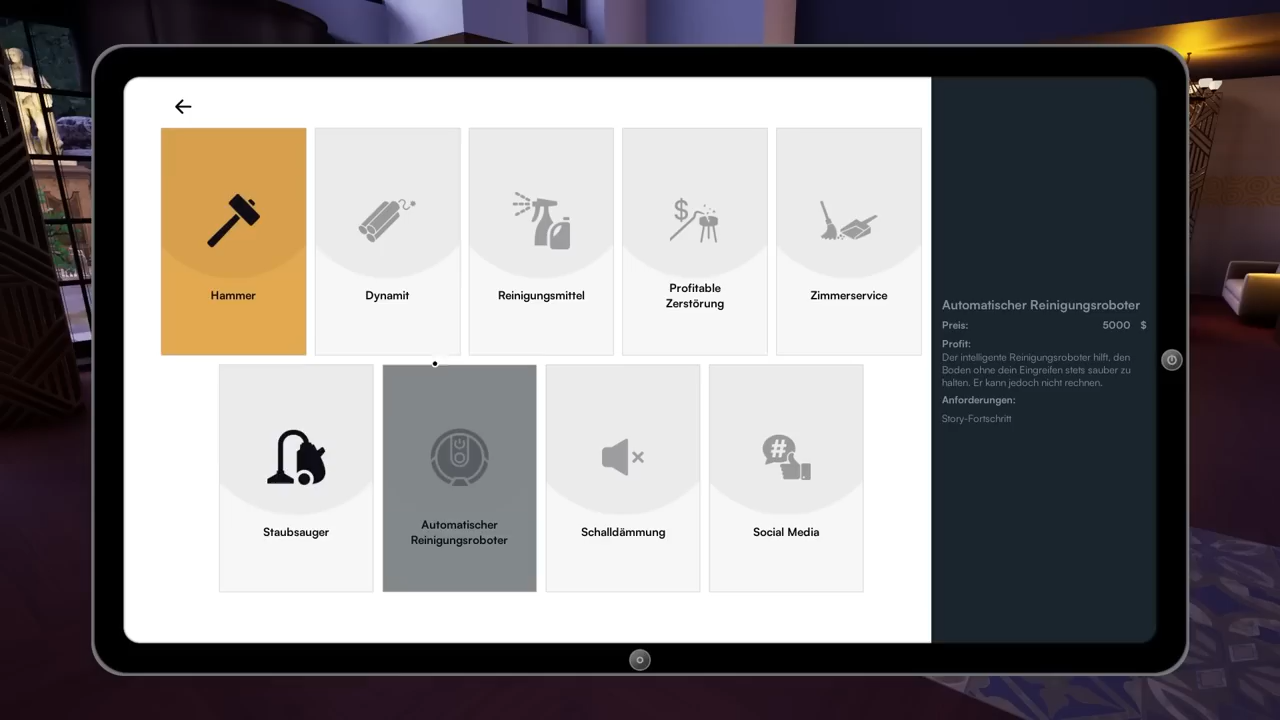 Hammer
Dynamit
Reinigungsmittel
Profitable
Zerstörung
Zimmerservice
Staubsauger
Automatischer
Reinigungsroboter
Schalldämmung
Social Media
Automatischer Reinigungsroboter
Preis: 5000 $
Profit:
Der intelligente Reinigungsroboter hilft, den
Boden ohne dein Eingreifen stets sauber zu
halten. Er kann jedoch nicht rechnen.
Anforderungen:
Story-Fortschritt